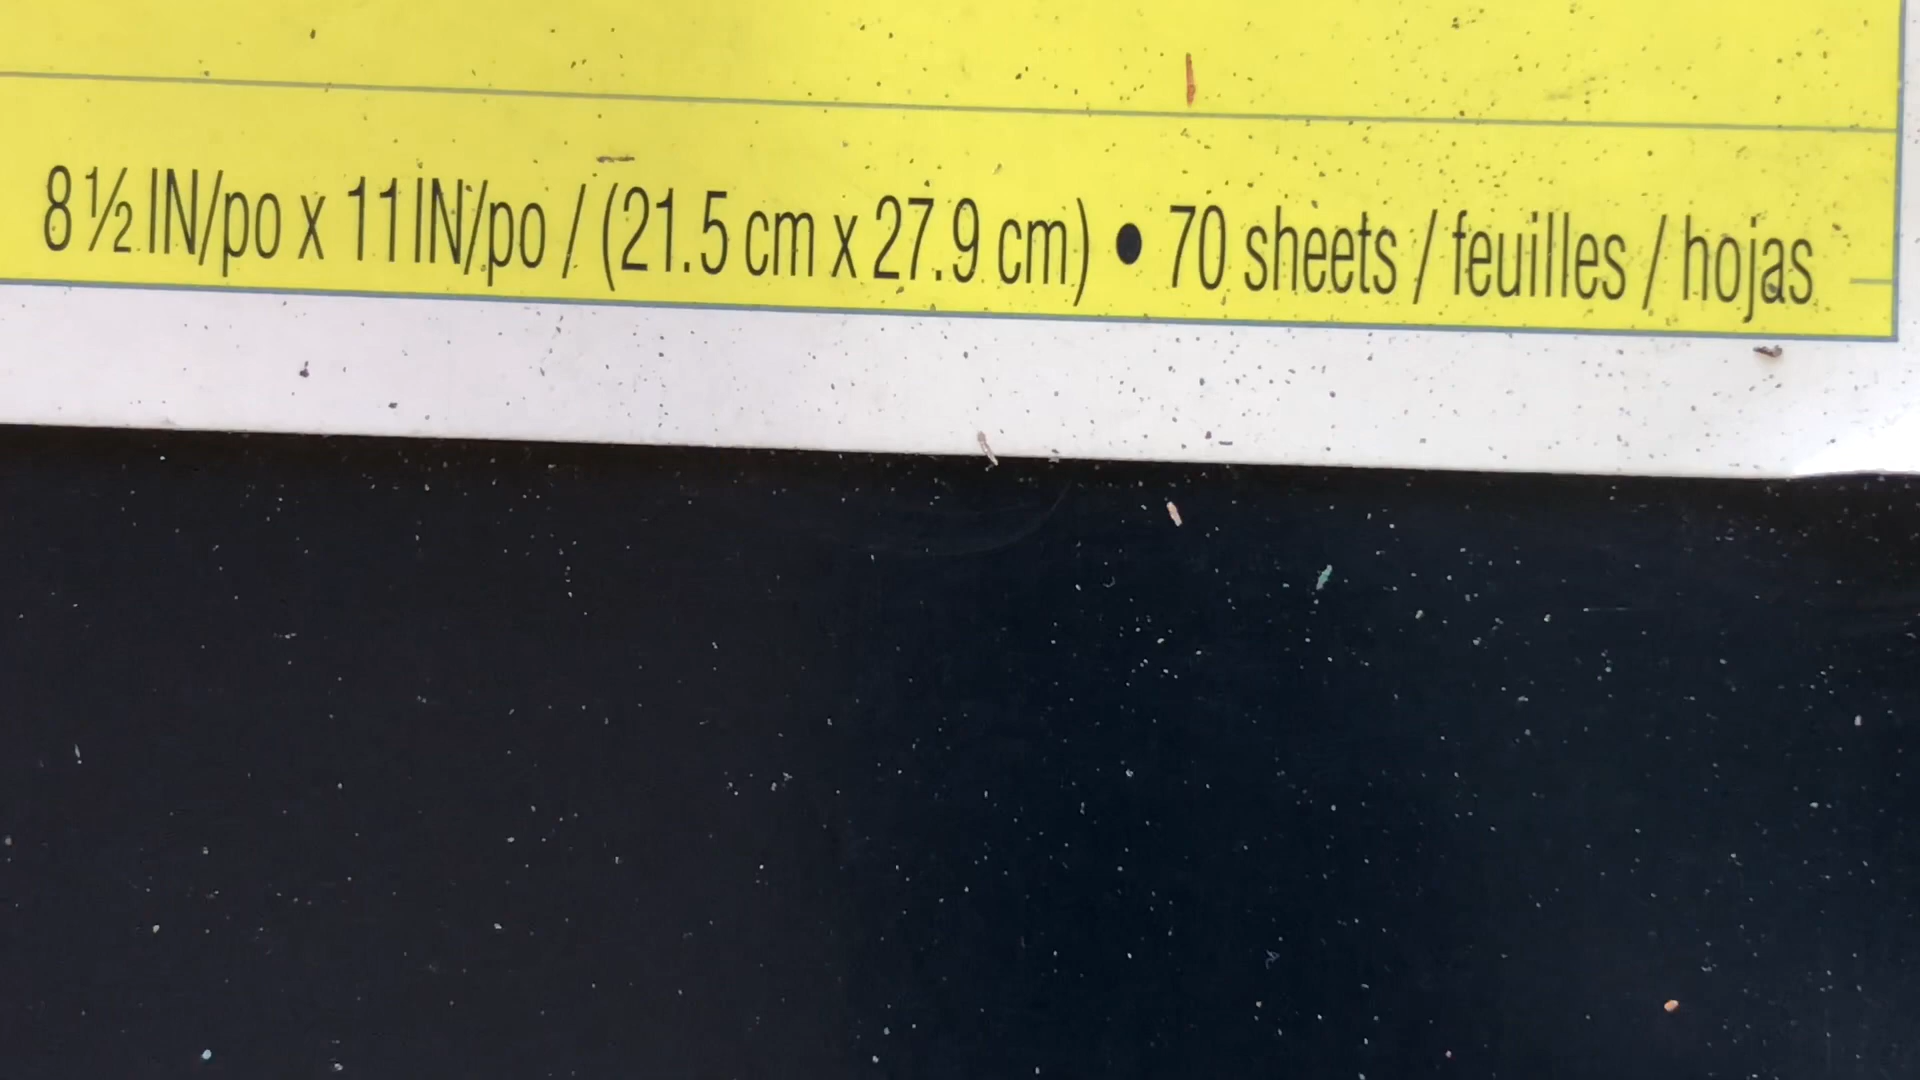 8 ½ IN/po x 11 IN/po / (21.5 cm x 27.9 cm) • 70 sheets / feuilles / hojas